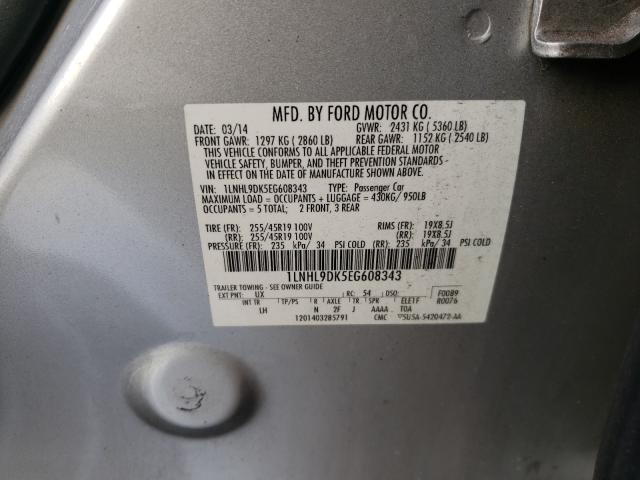 MFD. BY FORD MOTOR CO.
DATE: 03/14 GVWR: 2431 KG ( 5360 LB)
FRONT GAWR: 1297 KG ( 2860 LB) REAR GAWR: 1152 KG ( 2540 LB)
THIS VEHICLE CONFORMS TO ALL APPLICABLE FEDERAL MOTOR
VEHICLE SAFETY, BUMPER, AND THEFT PREVENTION STANDARDS
IN EFFECT ON THE DATE OF MANUFACTURE SHOWN ABOVE.
VIN: 1LNHL9DK5EG608343 TYPE: Passenger Car
MAXIMUM LOAD = OCCUPANTS + LUGGAGE = 430KG/ 950LB
OCCUPANTS = 5 TOTAL; 2 FRONT, 3 REAR
TIRE (FR): 255/45R19 100V RIMS (FR): 19X8.5J
(RR): 255/45R19 100V (RR): 19X8.5J
PRESSURE (FR): 235 kPa/ 34 PSI COLD (RR): 235 kPa/ 34 PSI COLD
1LNHL9DK5EG608343
TRAILER TOWING - SEE OWNER GUIDE
EXT PNT: UX RC: 54 DSO: F0089
INT TR TP/PS R AXLE TR SPR ELE1F R0076
LH N 2F J AAAA TOA
1201403285791 CMC 5U5A-5420472-AA